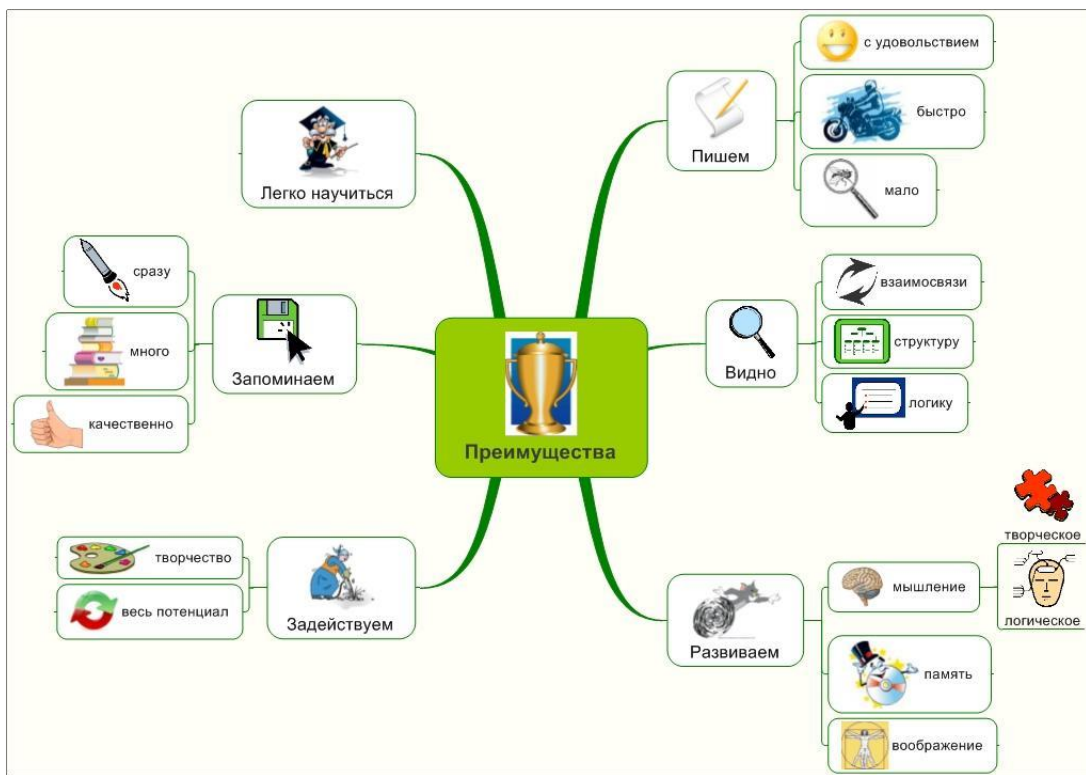 Преимущества
Пишем
с удовольствием
быстро
мало
Видно
взаимосвязи
структуру
логику
Развиваем
мышление
творческое
логическое
память
воображение
Задействуем
творчество
весь потенциал
Запоминаем
сразу
много
качественно
Легко научиться